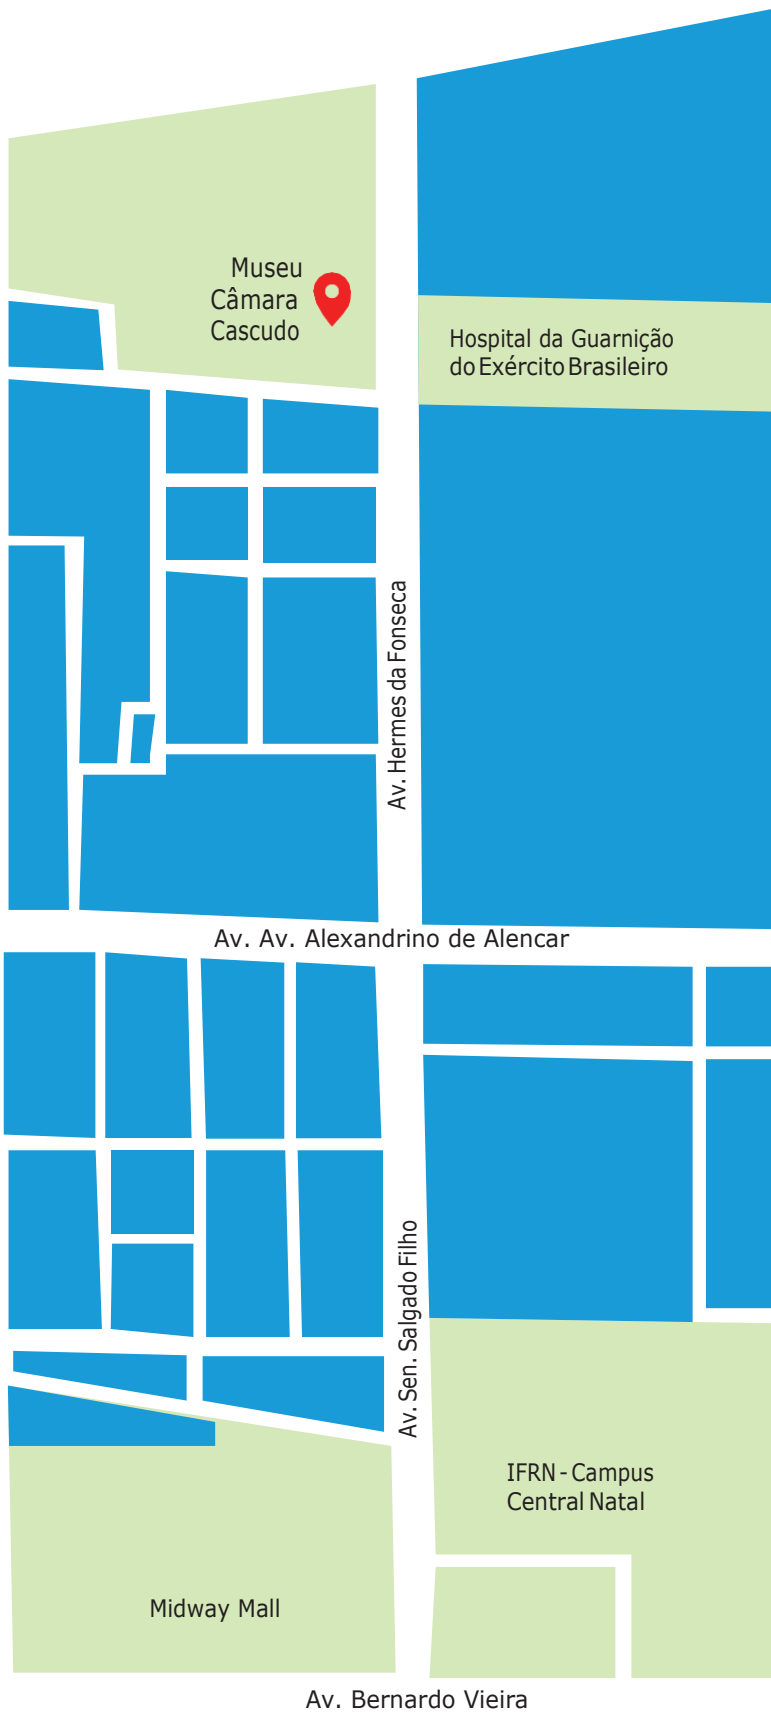 Museu
Câmara
Cascudo
Hospital da Guarnição
do Exército Brasileiro
Av. Hermes da Fonseca
Av. Av. Alexandrino de Alencar
Av. Sen. Salgado Filho
IFRN - Campus
Central Natal
Midway Mall
Av. Bernardo Vieira